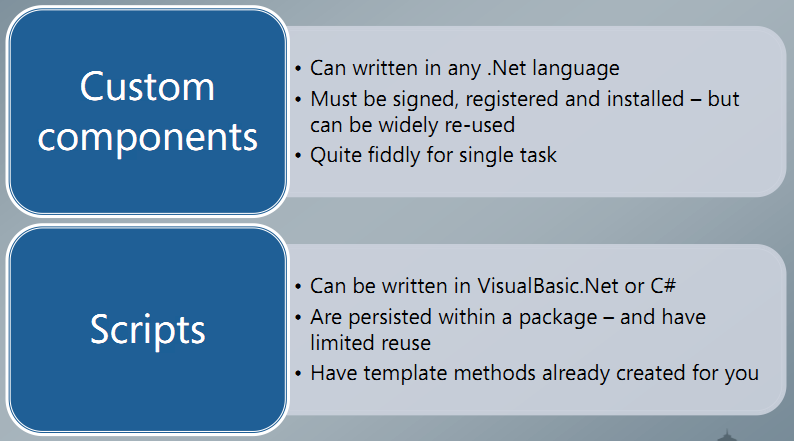 Custom
components
• Can written in any .Net language
• Must be signed, registered and installed – but
can be widely re-used
• Quite fiddly for single task
Scripts
• Can be written in VisualBasic.Net or C#
• Are persisted within a package – and have
limited reuse
• Have template methods already created for you